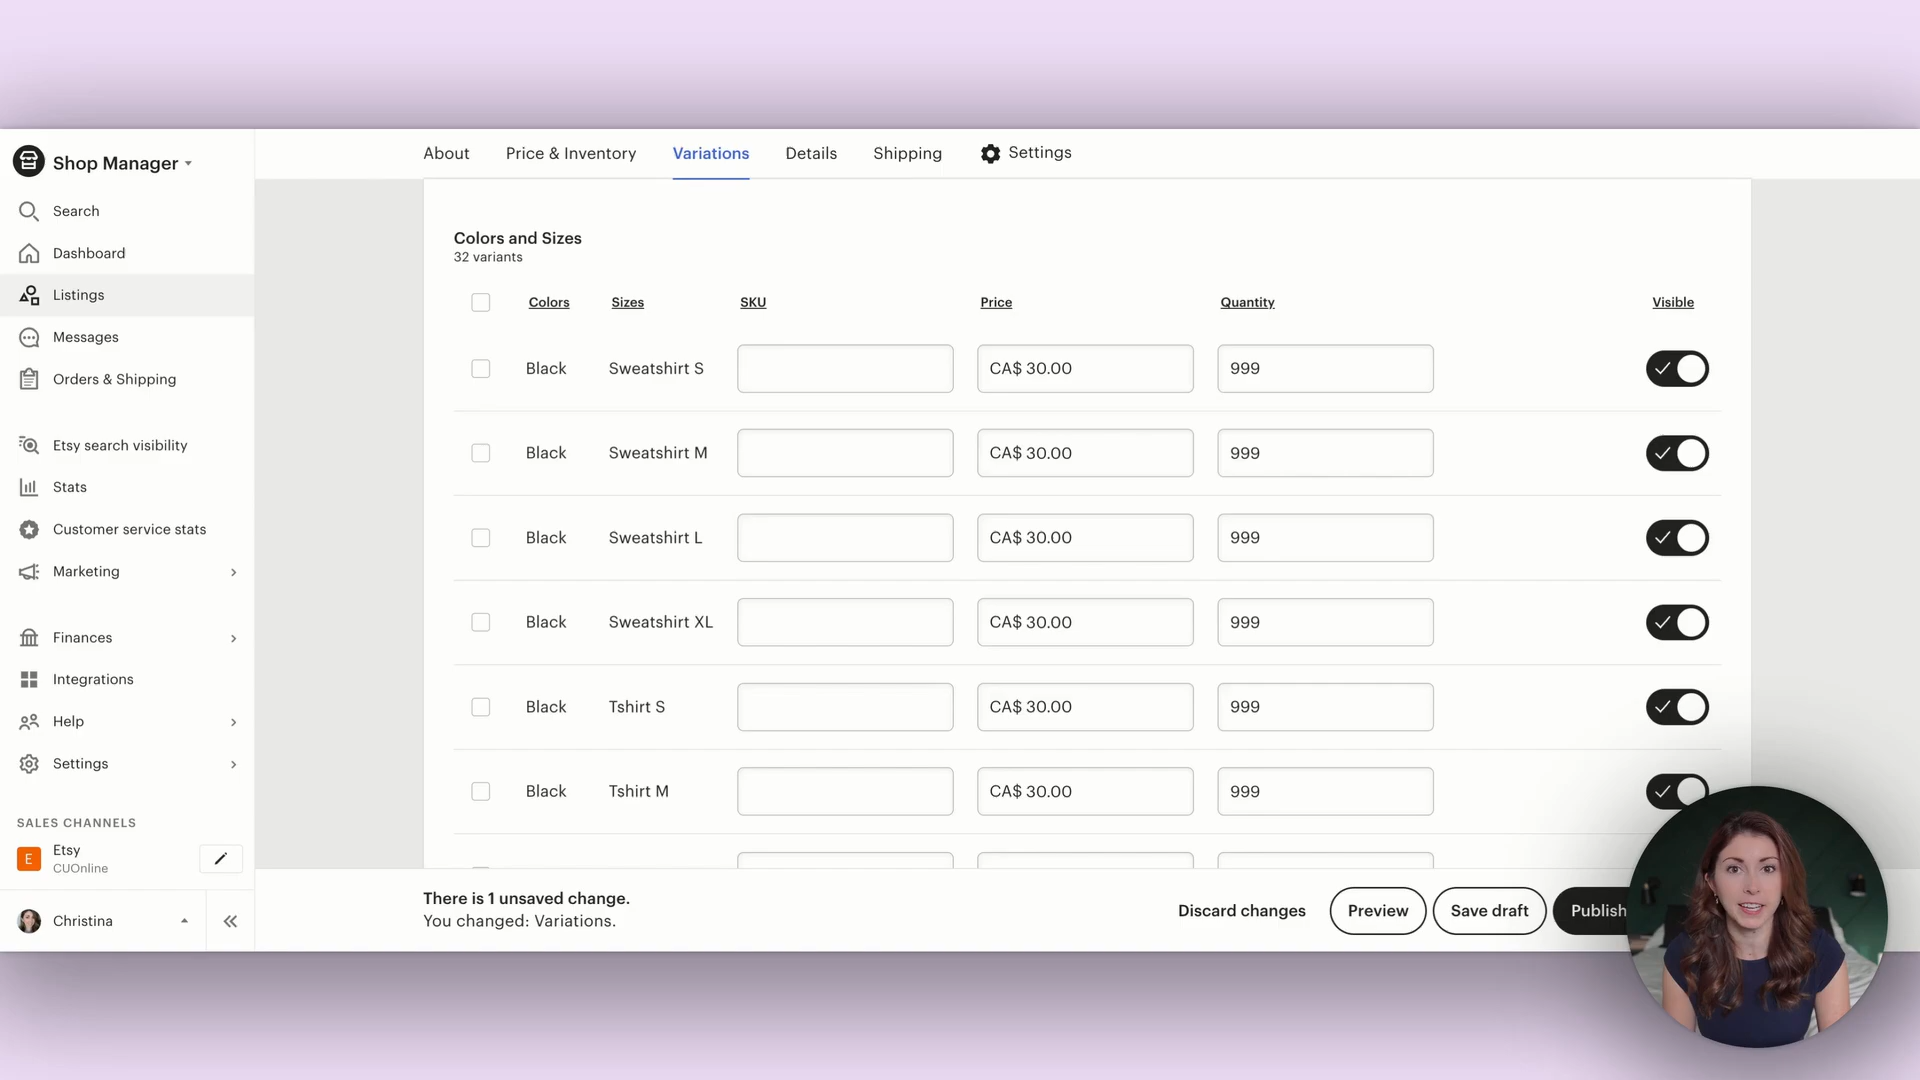 Shop Manager
Search
Dashboard
Listings
Messages
Orders & Shipping
Etsy search visibility
Stats
Customer service stats
Marketing
Finances
Integrations
Help
Settings
SALES CHANNELS
E
Etsy
CUOnline
Christina
About Price & Inventory Variations Details Shipping Settings
Colors and Sizes
32 variants
Colors Sizes SKU Price Quantity Visible
Black Sweatshirt S CA$ 30.00 999
Black Sweatshirt M CA$ 30.00 999
Black Sweatshirt L CA$ 30.00 999
Black Sweatshirt XL CA$ 30.00 999
Black Tshirt S CA$ 30.00 999
Black Tshirt M CA$ 30.00 999
There is 1 unsaved change.
You changed: Variations.
Discard changes Preview Save draft Publish